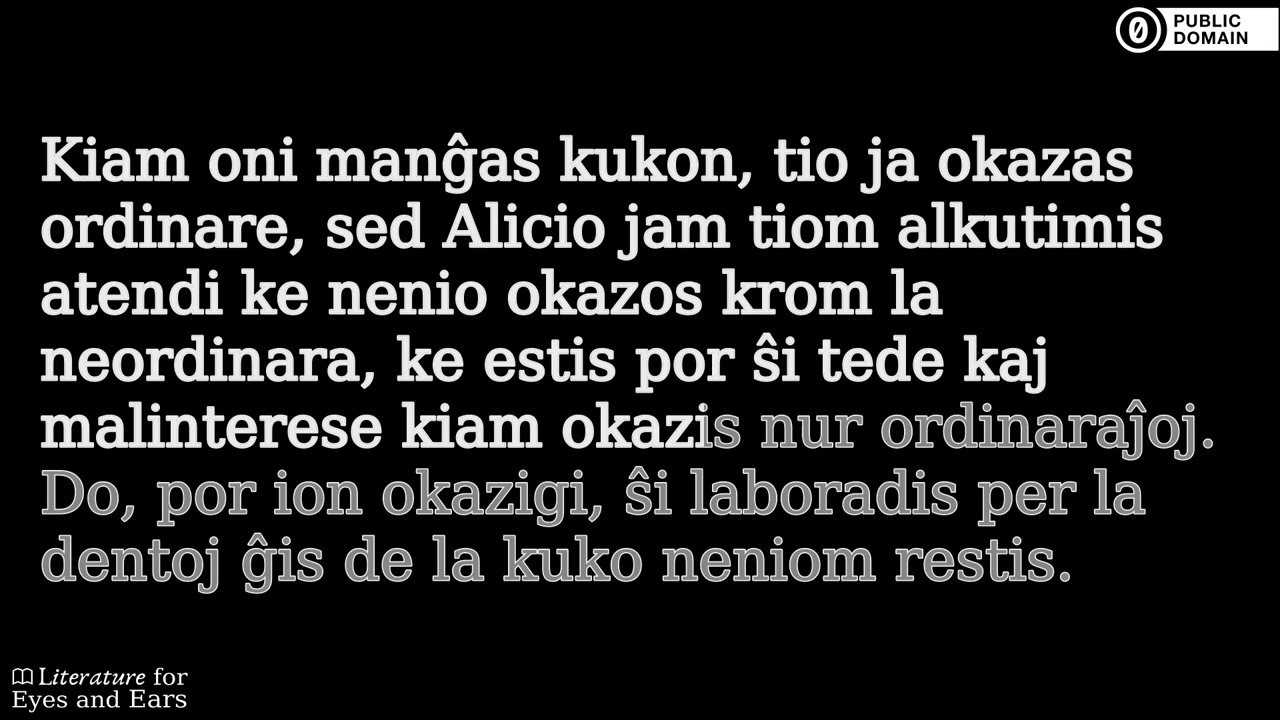 PUBLIC
DOMAIN
Kiam oni manĝas kukon, tio ja okazas
ordinare, sed Alicio jam tiom alkutimis
atendi ke nenio okazos krom la
neordinara, ke estis por ŝi tede kaj
malinterese kiam okazis nur ordinaraĵoj.
Do, por ion okazigi, ŝi laboradis per la
dentoj ĝis de la kuko neniom restis.
Literature for
Eyes and Ears